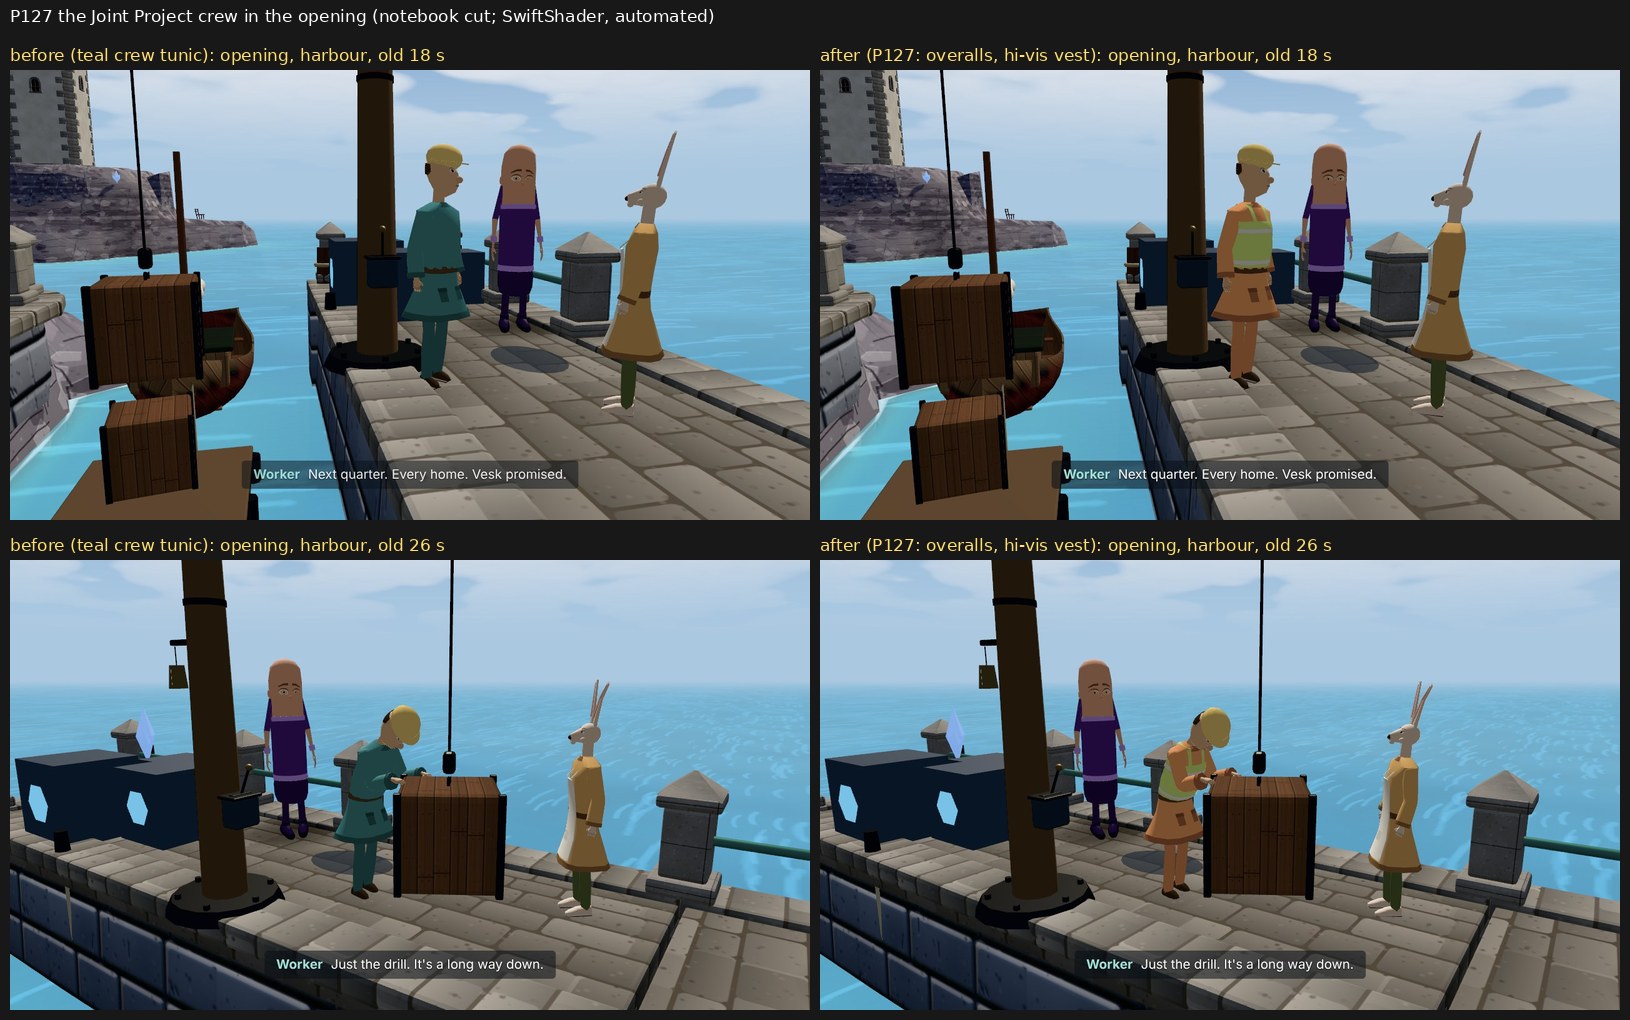 P127 the Joint Project crew in the opening (notebook cut; SwiftShader, automated)
before (teal crew tunic): opening, harbour, old 18 s
after (P127: overalls, hi-vis vest): opening, harbour, old 18 s
Worker Next quarter. Every home. Vesk promised.
Worker Next quarter. Every home. Vesk promised.
before (teal crew tunic): opening, harbour, old 26 s
after (P127: overalls, hi-vis vest): opening, harbour, old 26 s
Worker Just the drill. It's a long way down.
Worker Just the drill. It's a long way down.